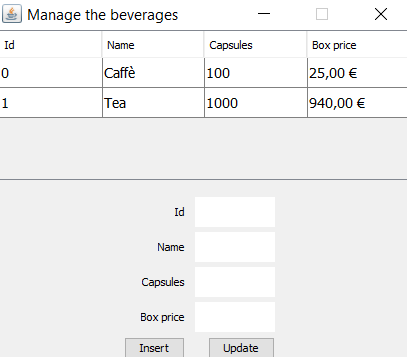 Manage the beverages
Id Name Capsules Box price
0 Caffè 100 25,00 €
1 Tea 1000 940,00 €
Id
Name
Capsules
Box price
Insert Update